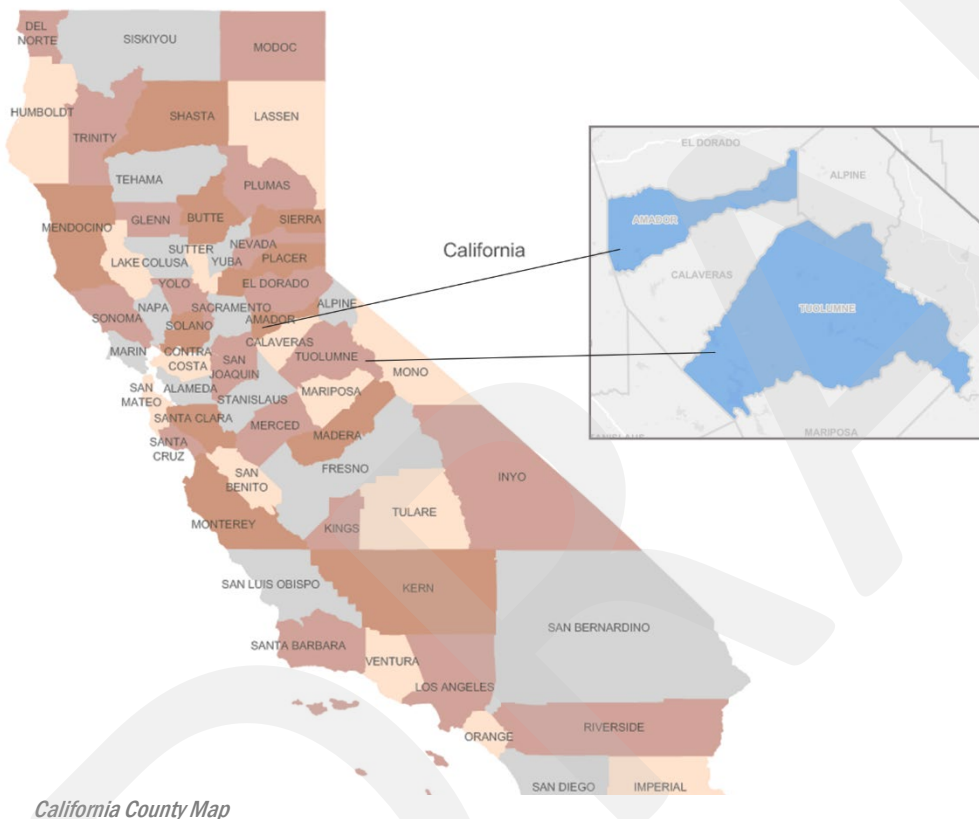 DEL
NORTE
SISKIYOU
MODOC
HUMBOLDT
TRINITY
SHASTA
LASSEN
TEHAMA
PLUMAS
MENDOCINO
GLENN
BUTTE
SIERRA
LAKE
COLUSA
SUTTER
YUBA
NEVADA
PLACER
YOLO
EL DORADO
SONOMA
NAPA
SACRAMENTO
ALPINE
SOLANO
AMADOR
CALAVERAS
MARIN
CONTRA
COSTA
SAN
JOAQUIN
TUOLUMNE
MONO
SAN
MATEO
ALAMEDA
STANISLAUS
MARIPOSA
SANTA CLARA
MERCED
MADERA
SANTA
CRUZ
SAN
BENITO
FRESNO
INYO
MONTEREY
KINGS
TULARE
SAN LUIS OBISPO
KERN
SAN BERNARDINO
SANTA BARBARA
VENTURA
LOS ANGELES
ORANGE
RIVERSIDE
SAN DIEGO
IMPERIAL
California
EL DORADO
ALPINE
AMADOR
CALAVERAS
TUOLUMNE
MARIPOSA
California County Map